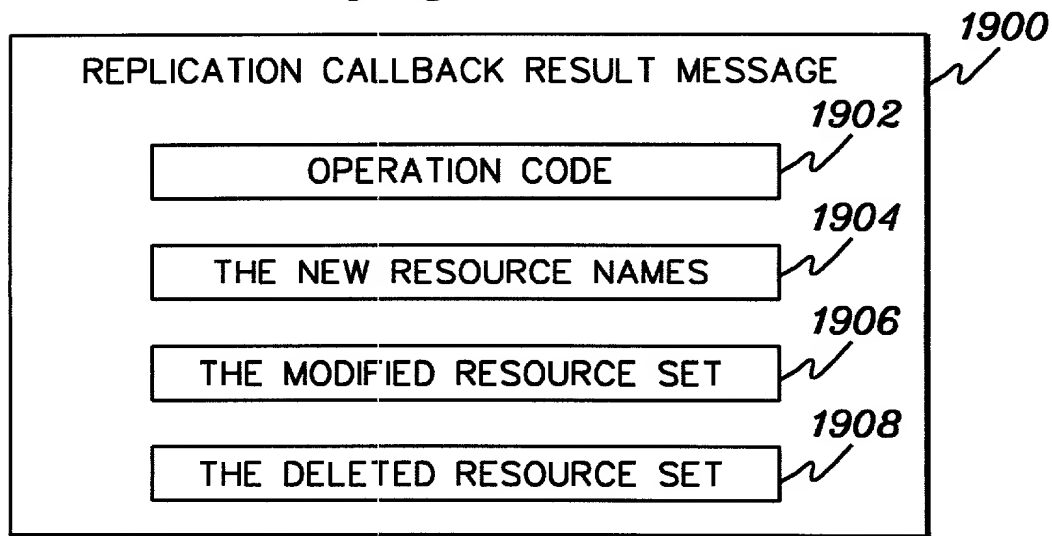 1900
REPLICATION CALLBACK RESULT MESSAGE
1902
OPERATION CODE
1904
THE NEW RESOURCE NAMES
1906
THE MODIFIED RESOURCE SET
1908
THE DELETED RESOURCE SET